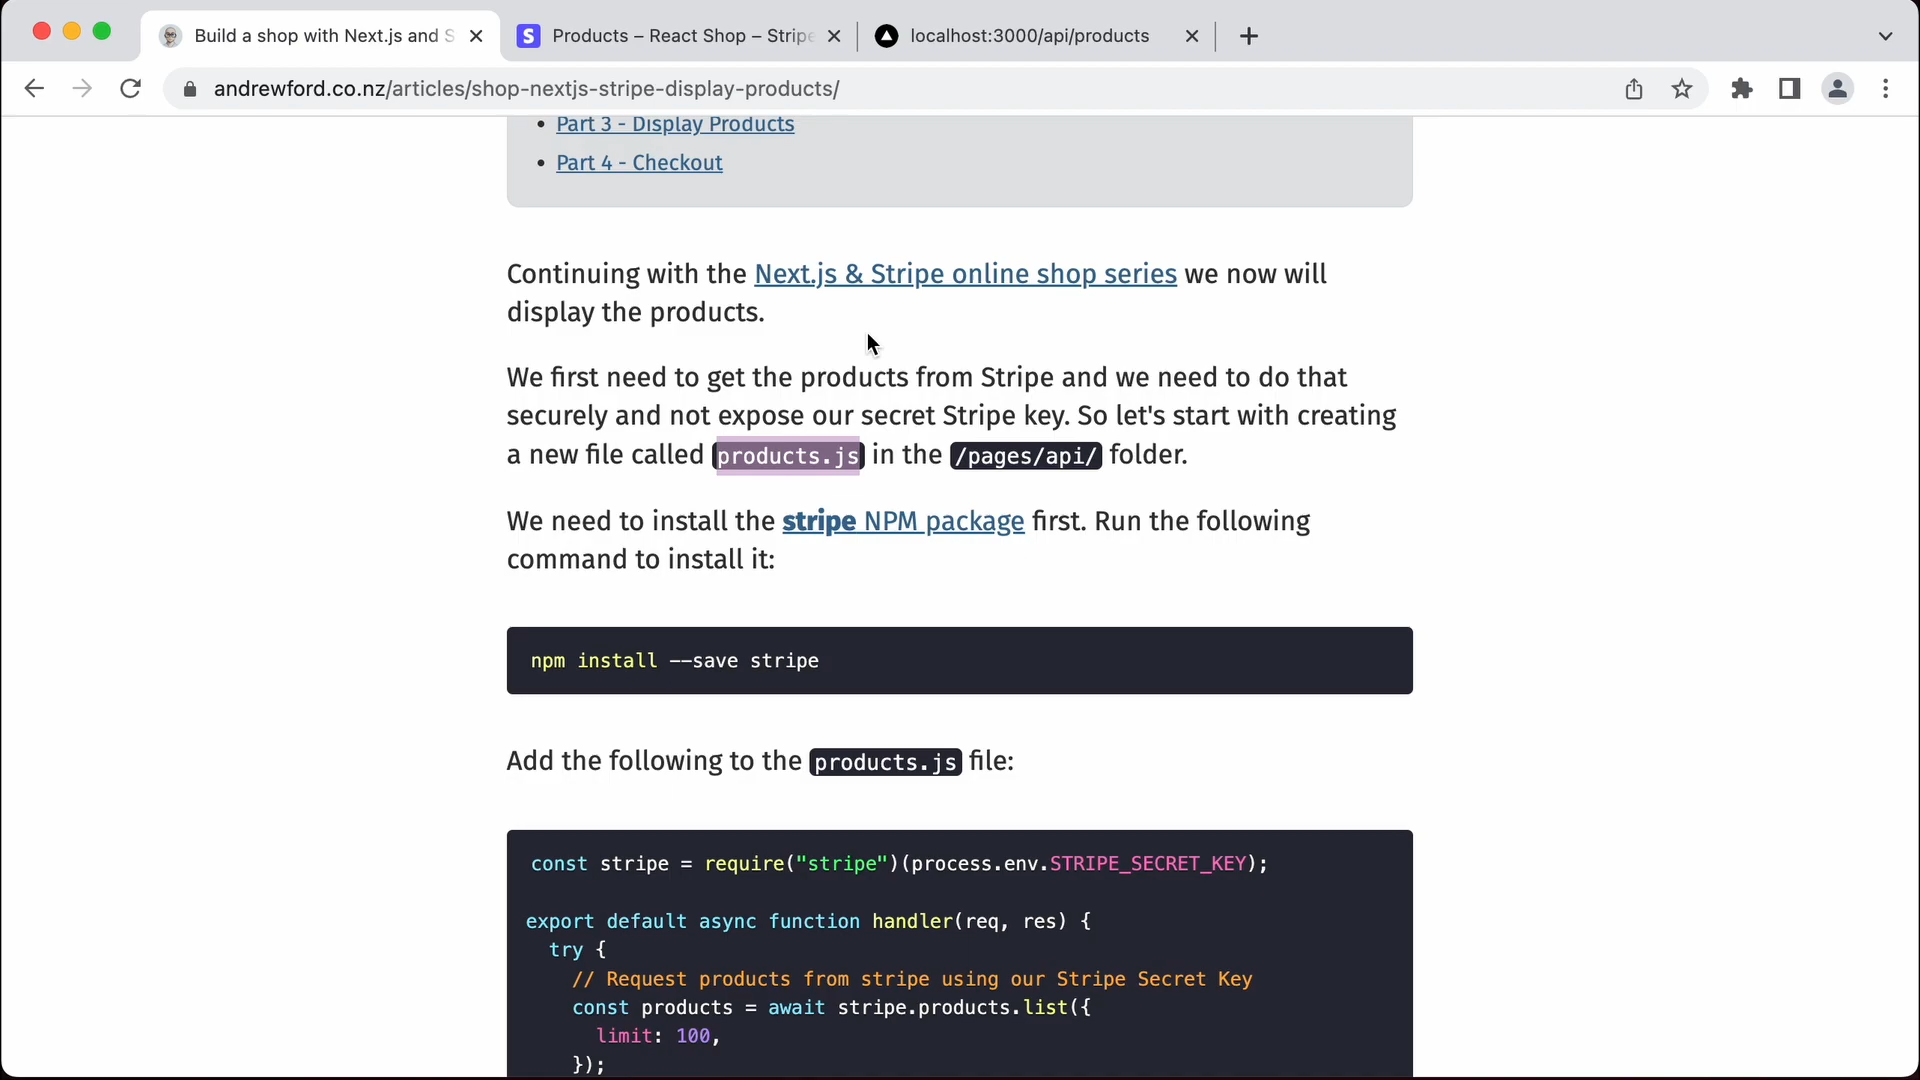 Build a shop with Next.js and S
Products – React Shop – Stripe
localhost:3000/api/products
andrewford.co.nz/articles/shop-nextjs-stripe-display-products/
• Part 3 - Display Products
• Part 4 - Checkout
Continuing with the Next.js & Stripe online shop series we now will
display the products.
We first need to get the products from Stripe and we need to do that
securely and not expose our secret Stripe key. So let's start with creating
a new file called products.js in the /pages/api/ folder.
We need to install the stripe NPM package first. Run the following
command to install it:
npm install --save stripe
Add the following to the products.js file:
const stripe = require("stripe")(process.env.STRIPE_SECRET_KEY);
export default async function handler(req, res) {
try {
// Request products from stripe using our Stripe Secret Key
const products = await stripe.products.list({
limit: 100,
});